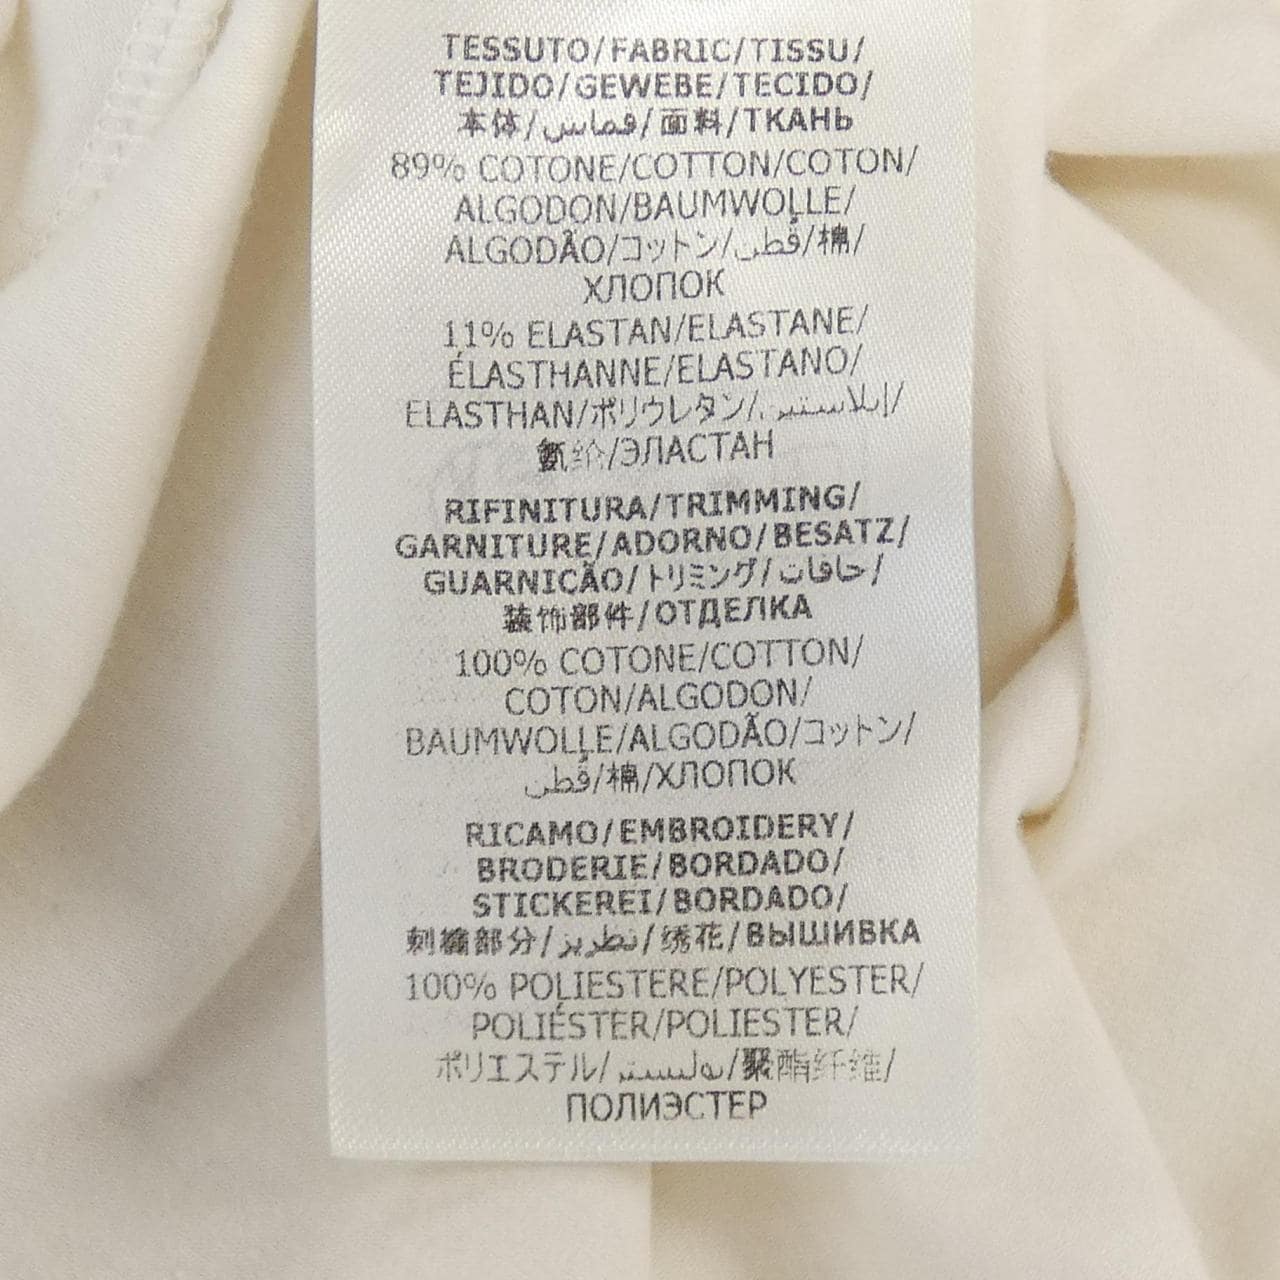 TESSUTO/FABRIC/TISSU/
TEJIDO/GEWEBE/TECIDO/
本体/قماس/面料/ТКАНЬ
89% COTONE/COTTON/COTON/
ALGODON/BAUMWOLLE/
ALGODÃO/コットン/قطن/棉/
ХЛОПОК
11% ELASTAN/ELASTANE/
ÉLASTHANNE/ELASTANO/
ELASTHAN/ポリウレタン/إيلاستين/
氨纶/ЭЛАСТАН
RIFINITURA/TRIMMING/
GARNITURE/ADORNO/BESATZ/
GUARNIÇÃO/トリミング/حافات/
装饰部件/ОТДЕЛКА
100% COTONE/COTTON/
COTON/ALGODON/
BAUMWOLLE/ALGODÃO/コットン/
قطن/棉/ХЛОПОК
RICAMO/EMBROIDERY/
BRODERIE/BORDADO/
STICKEREI/BORDADO/
刺繍部分/تطريز/绣花/ВЫШИВКА
100% POLIESTERE/POLYESTER/
POLIÉSTER/POLIESTER/
ポリエステル/بوليستر/聚酯纤维/
ПОЛИЭСТЕР